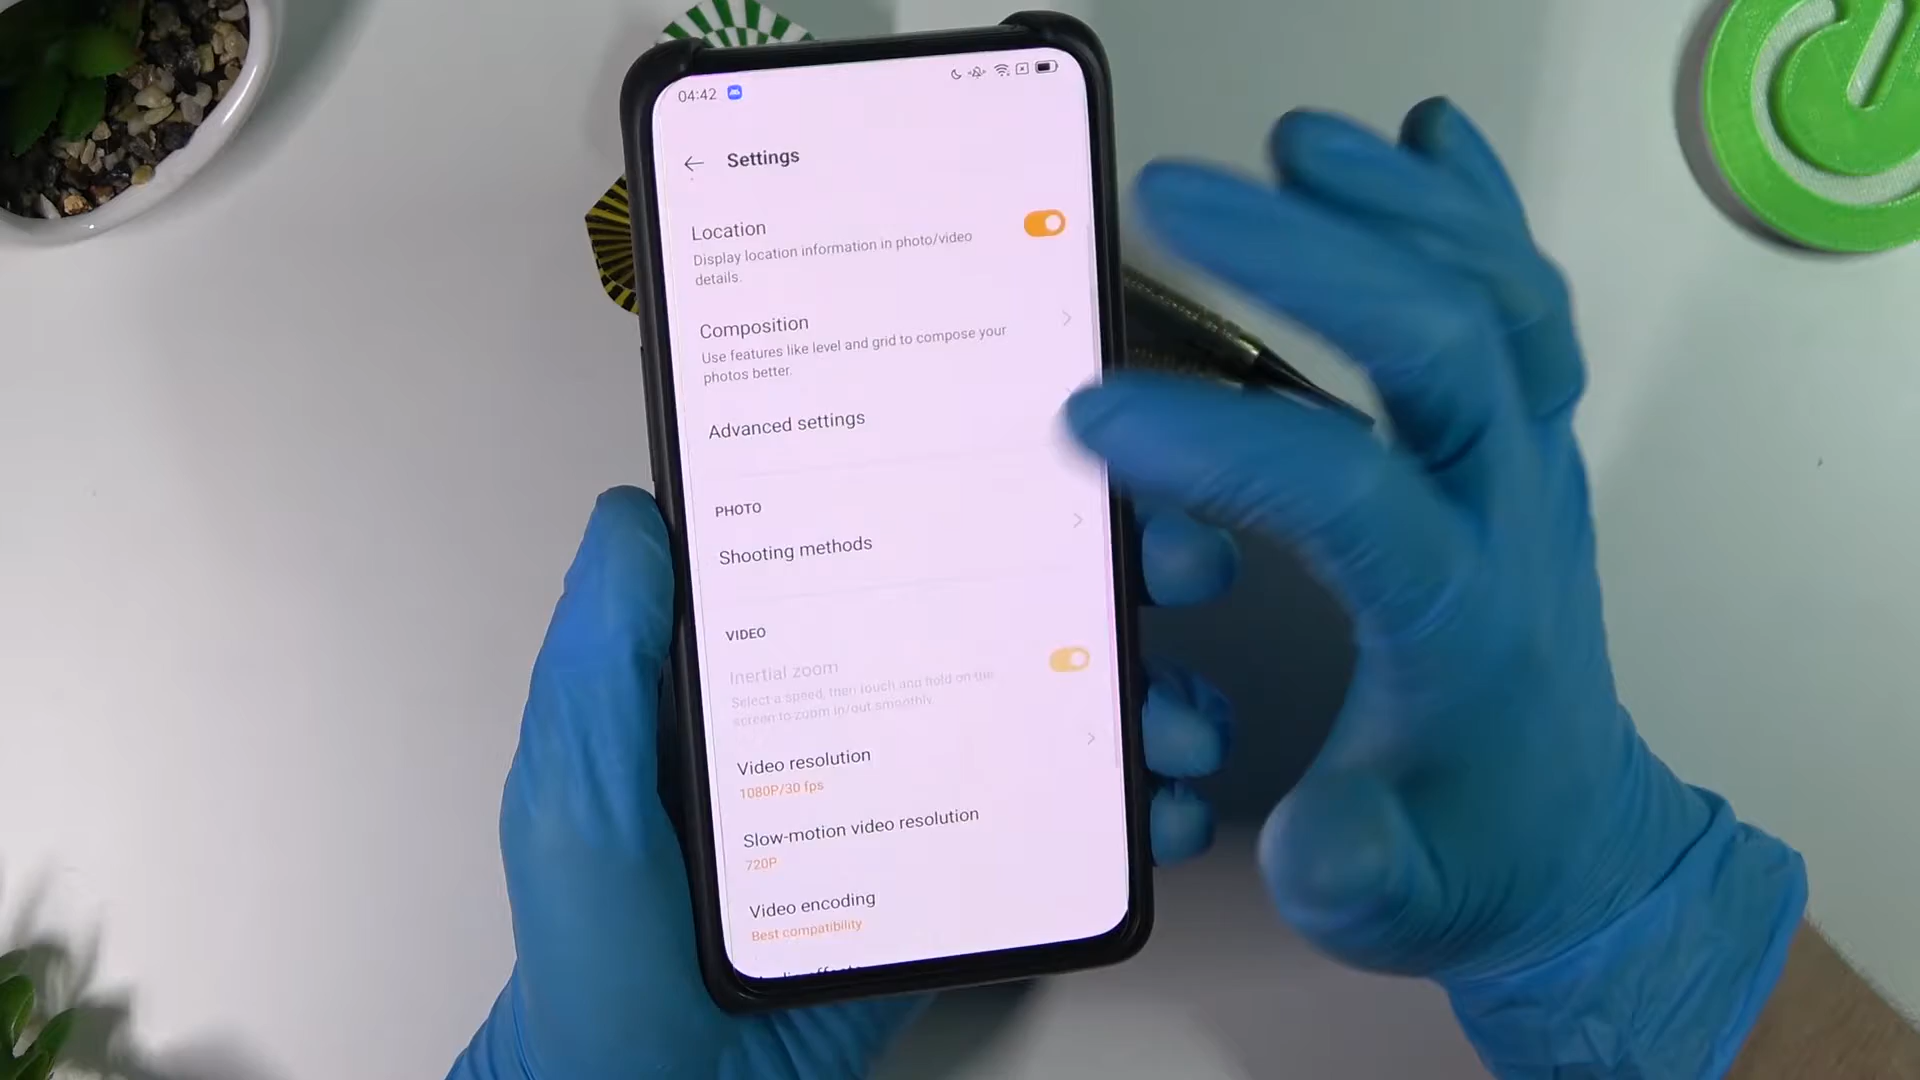 04:42
Settings
Location
Display location information in photo/video
details.
Composition
Use features like level and grid to compose your
photos better.
Advanced settings
PHOTO
Shooting methods
VIDEO
Inertial zoom
Select a speed, then touch and hold on the
screen to zoom in/out smoothly.
Video resolution
1080P/30 fps
Slow-motion video resolution
720P
Video encoding
Best compatibility